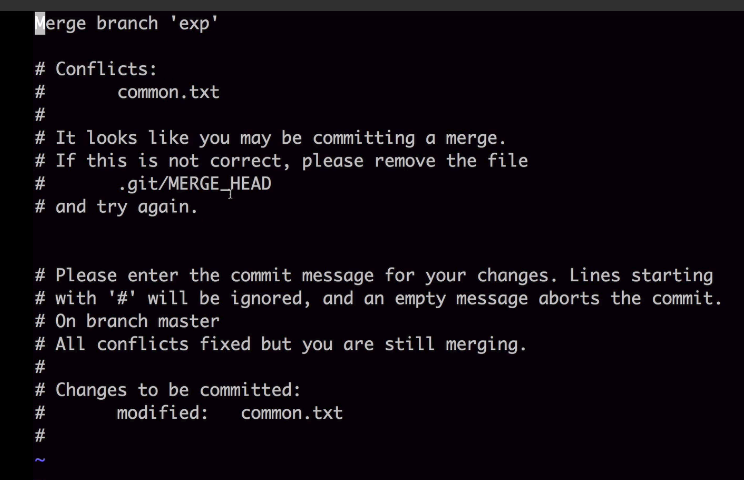 Merge branch 'exp'
# Conflicts:
#       common.txt
#
# It looks like you may be committing a merge.
# If this is not correct, please remove the file
#       .git/MERGE_HEAD
# and try again.
# Please enter the commit message for your changes. Lines starting
# with '#' will be ignored, and an empty message aborts the commit.
# On branch master
# All conflicts fixed but you are still merging.
#
# Changes to be committed:
#       modified:   common.txt
#
~